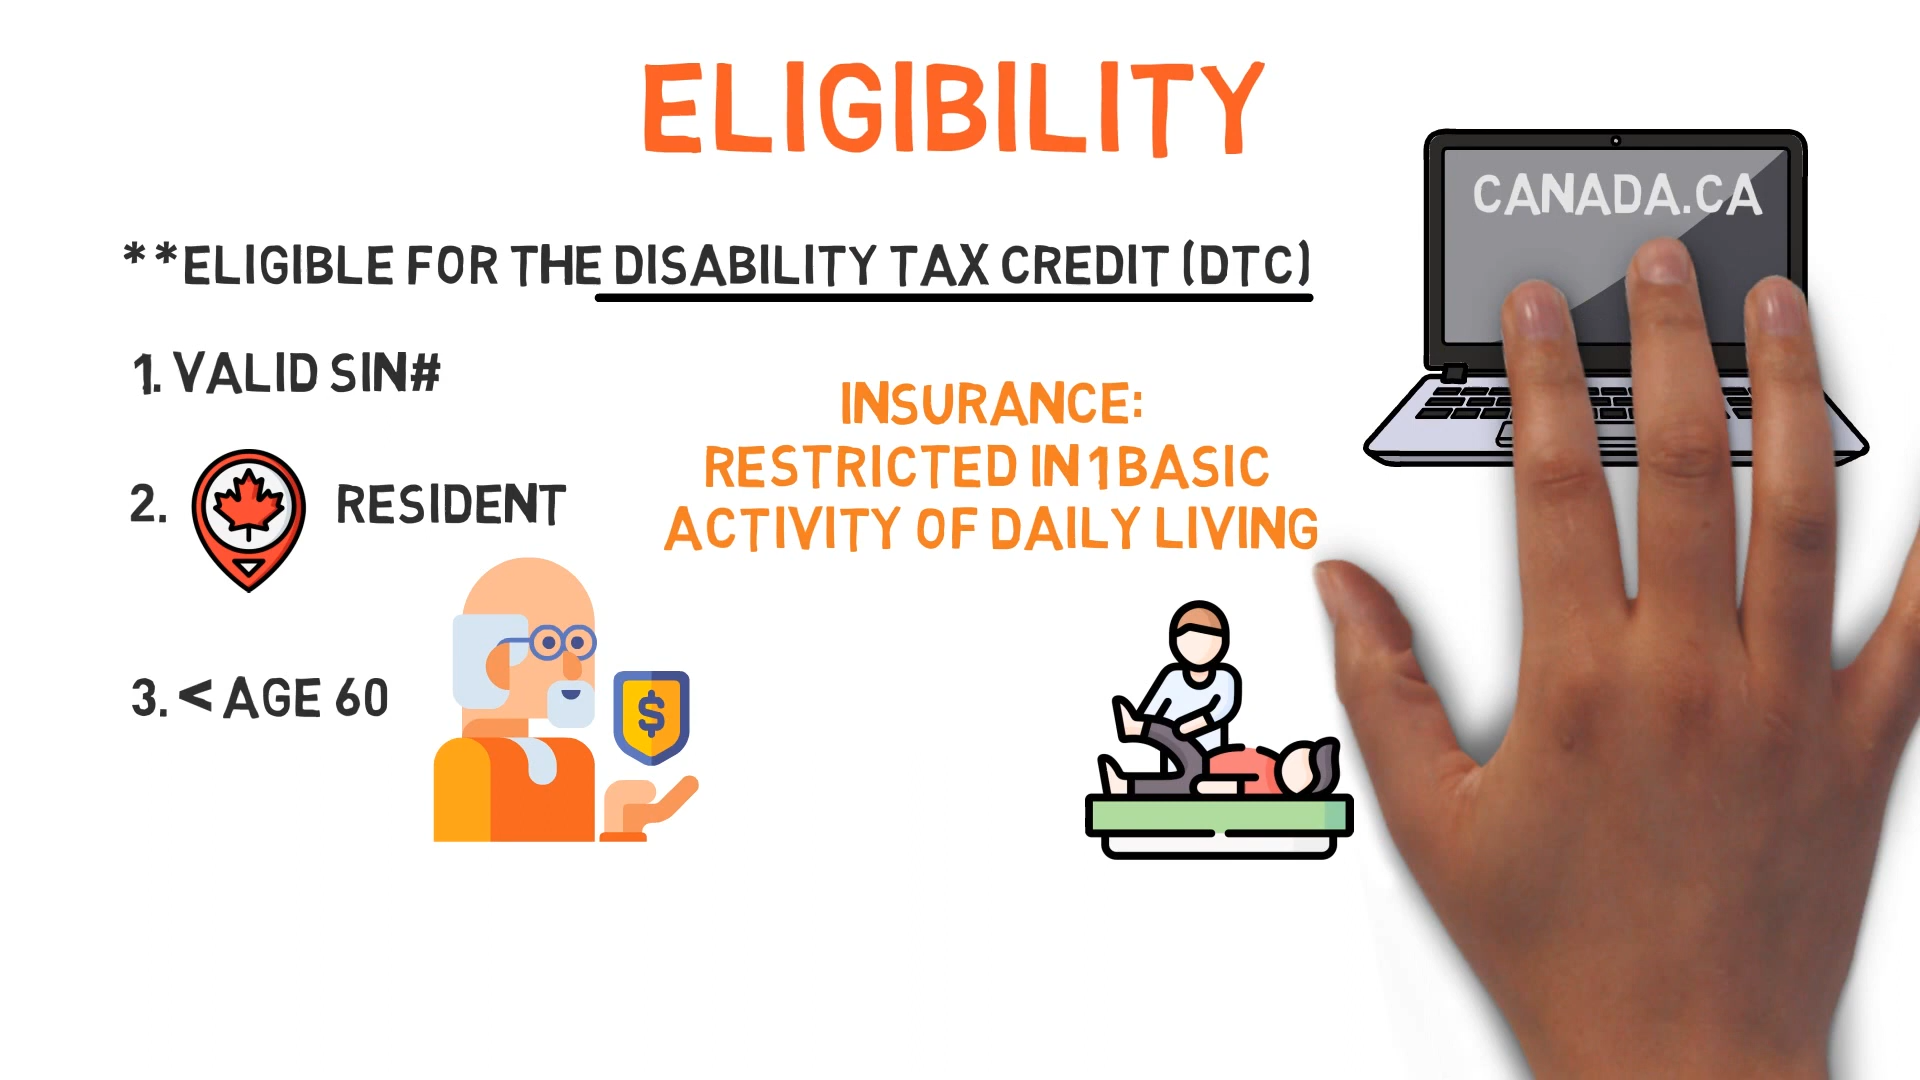 ELIGIBILITY
CANADA.CA
**ELIGIBLE FOR THE DISABILITY TAX CREDIT (DTC)
1. VALID SIN#
2. RESIDENT
3. < AGE 60
INSURANCE:
RESTRICTED IN 1 BASIC
ACTIVITY OF DAILY LIVING
$